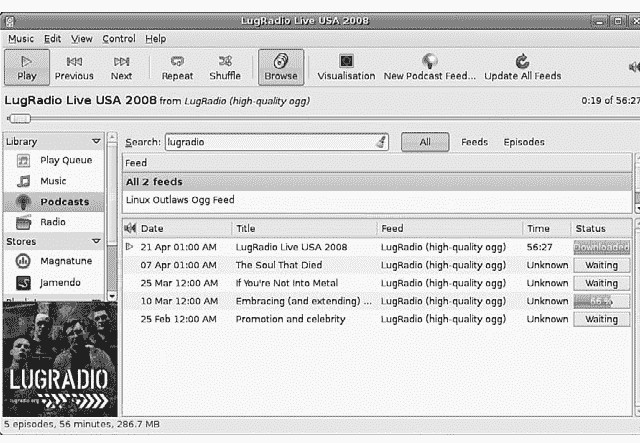 LugRadio Live USA 2008
Music Edit View Control Help
Play Previous Next Repeat Shuffle Browse Visualisation New Podcast Feed... Update All Feeds
LugRadio Live USA 2008 from LugRadio (high-quality ogg) 0:19 of 56:27
Library Search: lugradio All Feeds Episodes
Play Queue Feed
Music All 2 feeds
Podcasts Linux Outlaws Ogg Feed
Radio
Stores Date Title Feed Time Status
Magnatune 21 Apr 01:00 AM LugRadio Live USA 2008 LugRadio (high-quality ogg) 56:27 Downloaded
07 Apr 01:00 AM The Soul That Died LugRadio (high-quality ogg) Unknown Waiting
Jamendo 25 Mar 12:00 AM If You're Not Into Metal LugRadio (high-quality ogg) Unknown Waiting
10 Mar 12:00 AM Embracing (and extending) ... LugRadio (high-quality ogg) Unknown
25 Feb 12:00 AM Promotion and celebrity LugRadio (high-quality ogg) Unknown Waiting
LUGRADIO
5 episodes, 56 minutes, 286.7 MB